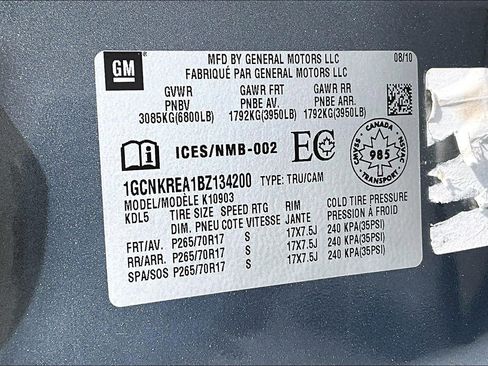 GM
MFD BY GENERAL MOTORS LLC 08/10
FABRIQUÉ PAR GENERAL MOTORS LLC
GVWR GAWR FRT GAWR RR
PNBV PNBE AV. PNBE ARR.
3085KG(6800LB) 1792KG(3950LB) 1792KG(3950LB)
ICES/NMB-002 EC CANADA CMVSS NSVAC 985 TRANSPORT
1GCNKREA1BZ134200 TYPE: TRU/CAM
MODEL/MODÈLE K10903
KDL5 TIRE SIZE SPEED RTG RIM COLD TIRE PRESSURE
DIM. PNEU COTE VITESSE JANTE PRESSION À FROID
FRT/AV. P265/70R17 S 17X7.5J 240 KPA(35PSI)
RR/ARR. P265/70R17 S 17X7.5J 240 KPA(35PSI)
SPA/SOS P265/70R17 S 17X7.5J 240 KPA(35PSI)